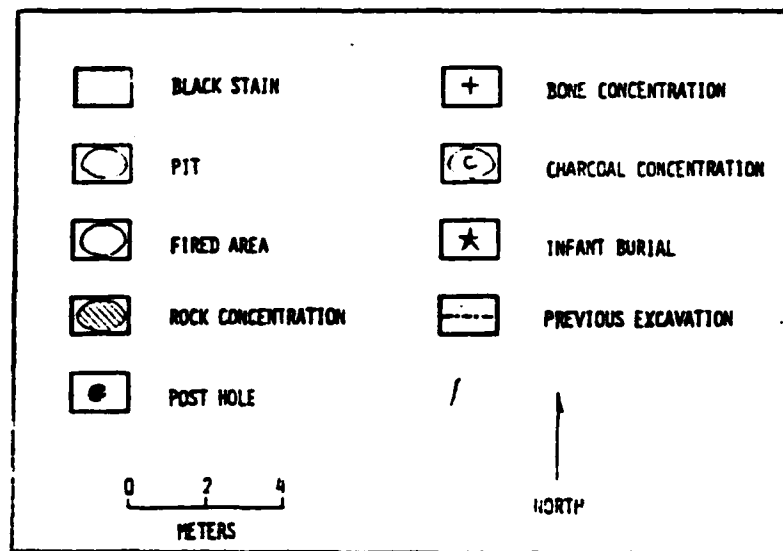 BLACK STAIN
PIT
FIRED AREA
ROCK CONCENTRATION
POST HOLE
+ BONE CONCENTRATION
C CHARCOAL CONCENTRATION
INFANT BURIAL
PREVIOUS EXCAVATION
0 2 4
METERS
NORTH